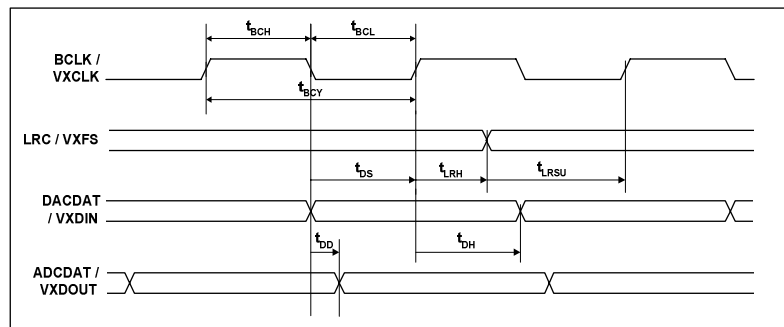 tBCH
tBCL
BCLK /
VXCLK
tBCY
LRC / VXFS
tDS
tLRH
tLRSU
DACDAT
/ VXDIN
tDD
tDH
ADCDAT /
VXDOUT